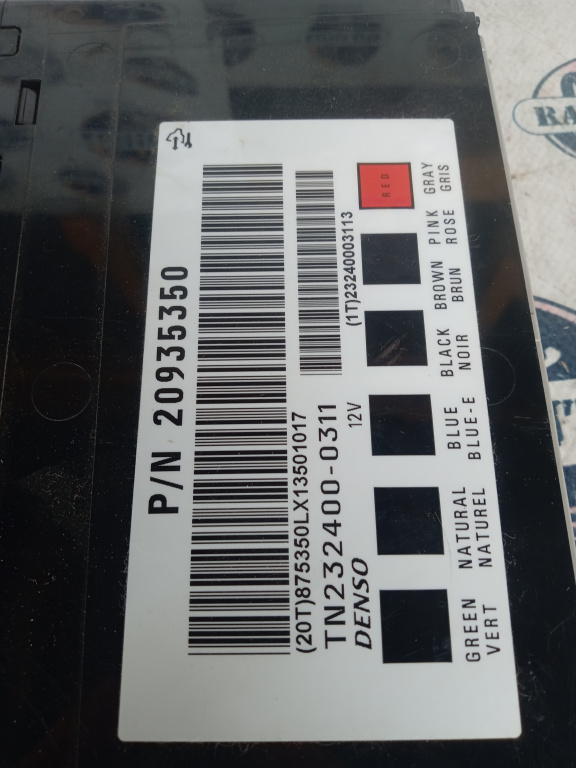 P/N 20935350
(20T)875350LX13501017
(1T)23240003113
TN232400-0311
12V
DENSO
RED
GREEN
VERT
NATURAL
NATUREL
BLUE
BLUE-E
BLACK
NOIR
BROWN
BRUN
PINK
ROSE
GRAY
GRIS